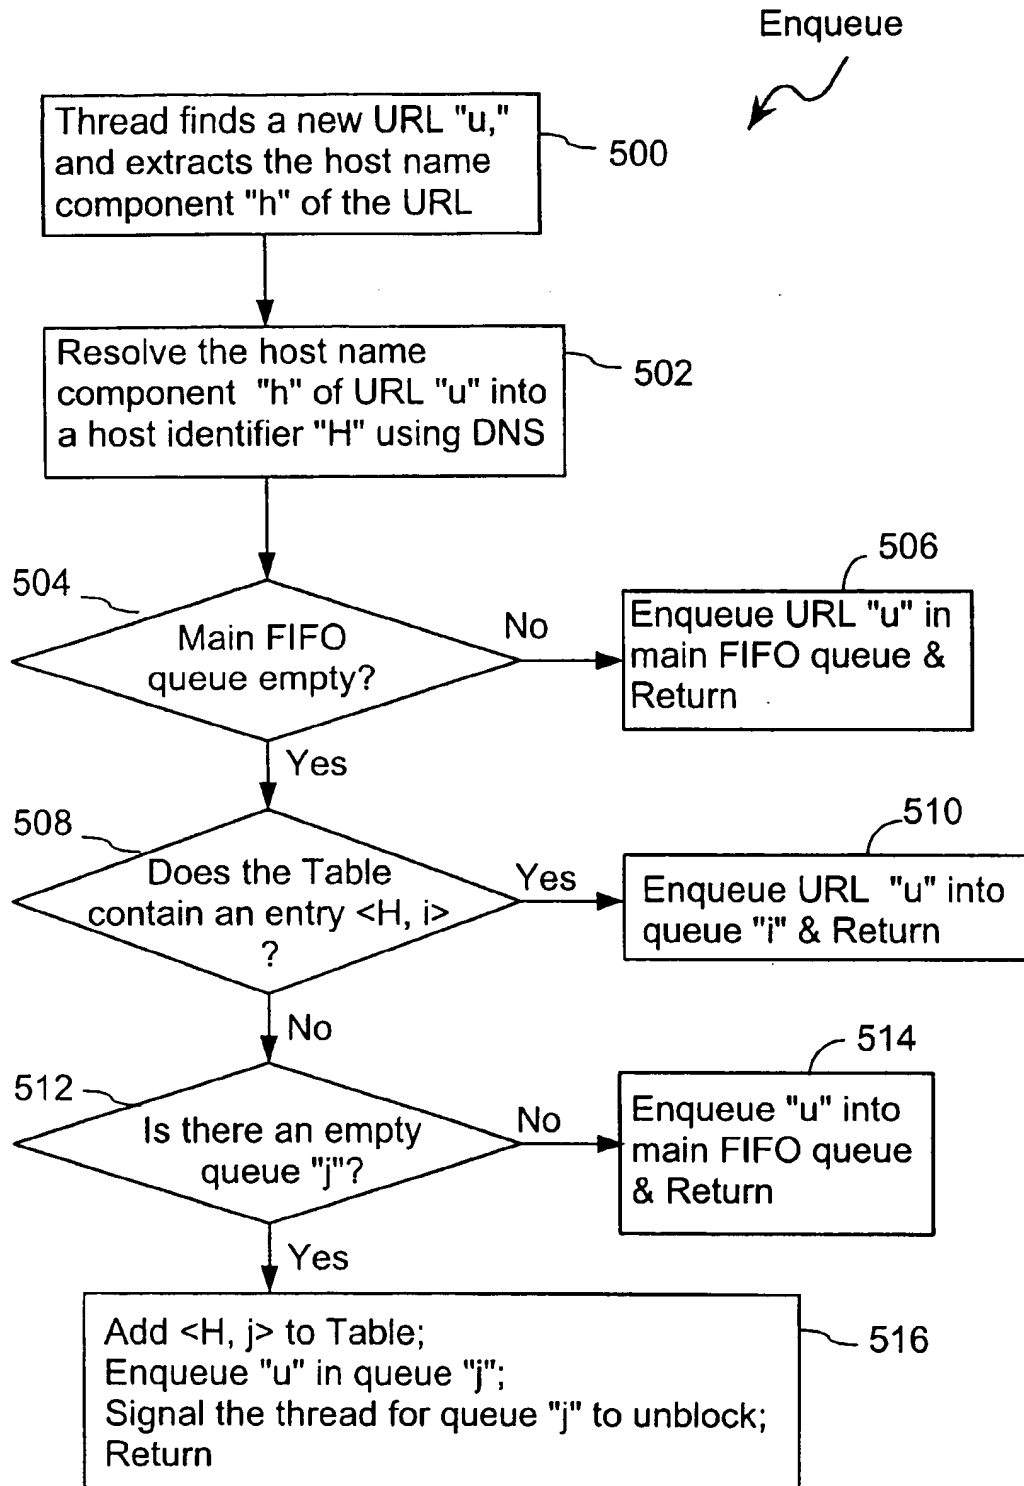 Enqueue
Thread finds a new URL "u,"
and extracts the host name
component "h" of the URL
500
Resolve the host name
component "h" of URL "u" into
a host identifier "H" using DNS
502
504
Main FIFO
queue empty?
No
506
Enqueue URL "u" in
main FIFO queue &
Return
Yes
508
Does the Table
contain an entry <H, i>
?
Yes
510
Enqueue URL "u" into
queue "i" & Return
No
512
Is there an empty
queue "j"?
No
514
Enqueue "u" into
main FIFO queue
& Return
Yes
Add <H, j> to Table;
Enqueue "u" in queue "j";
Signal the thread for queue "j" to unblock;
Return
516